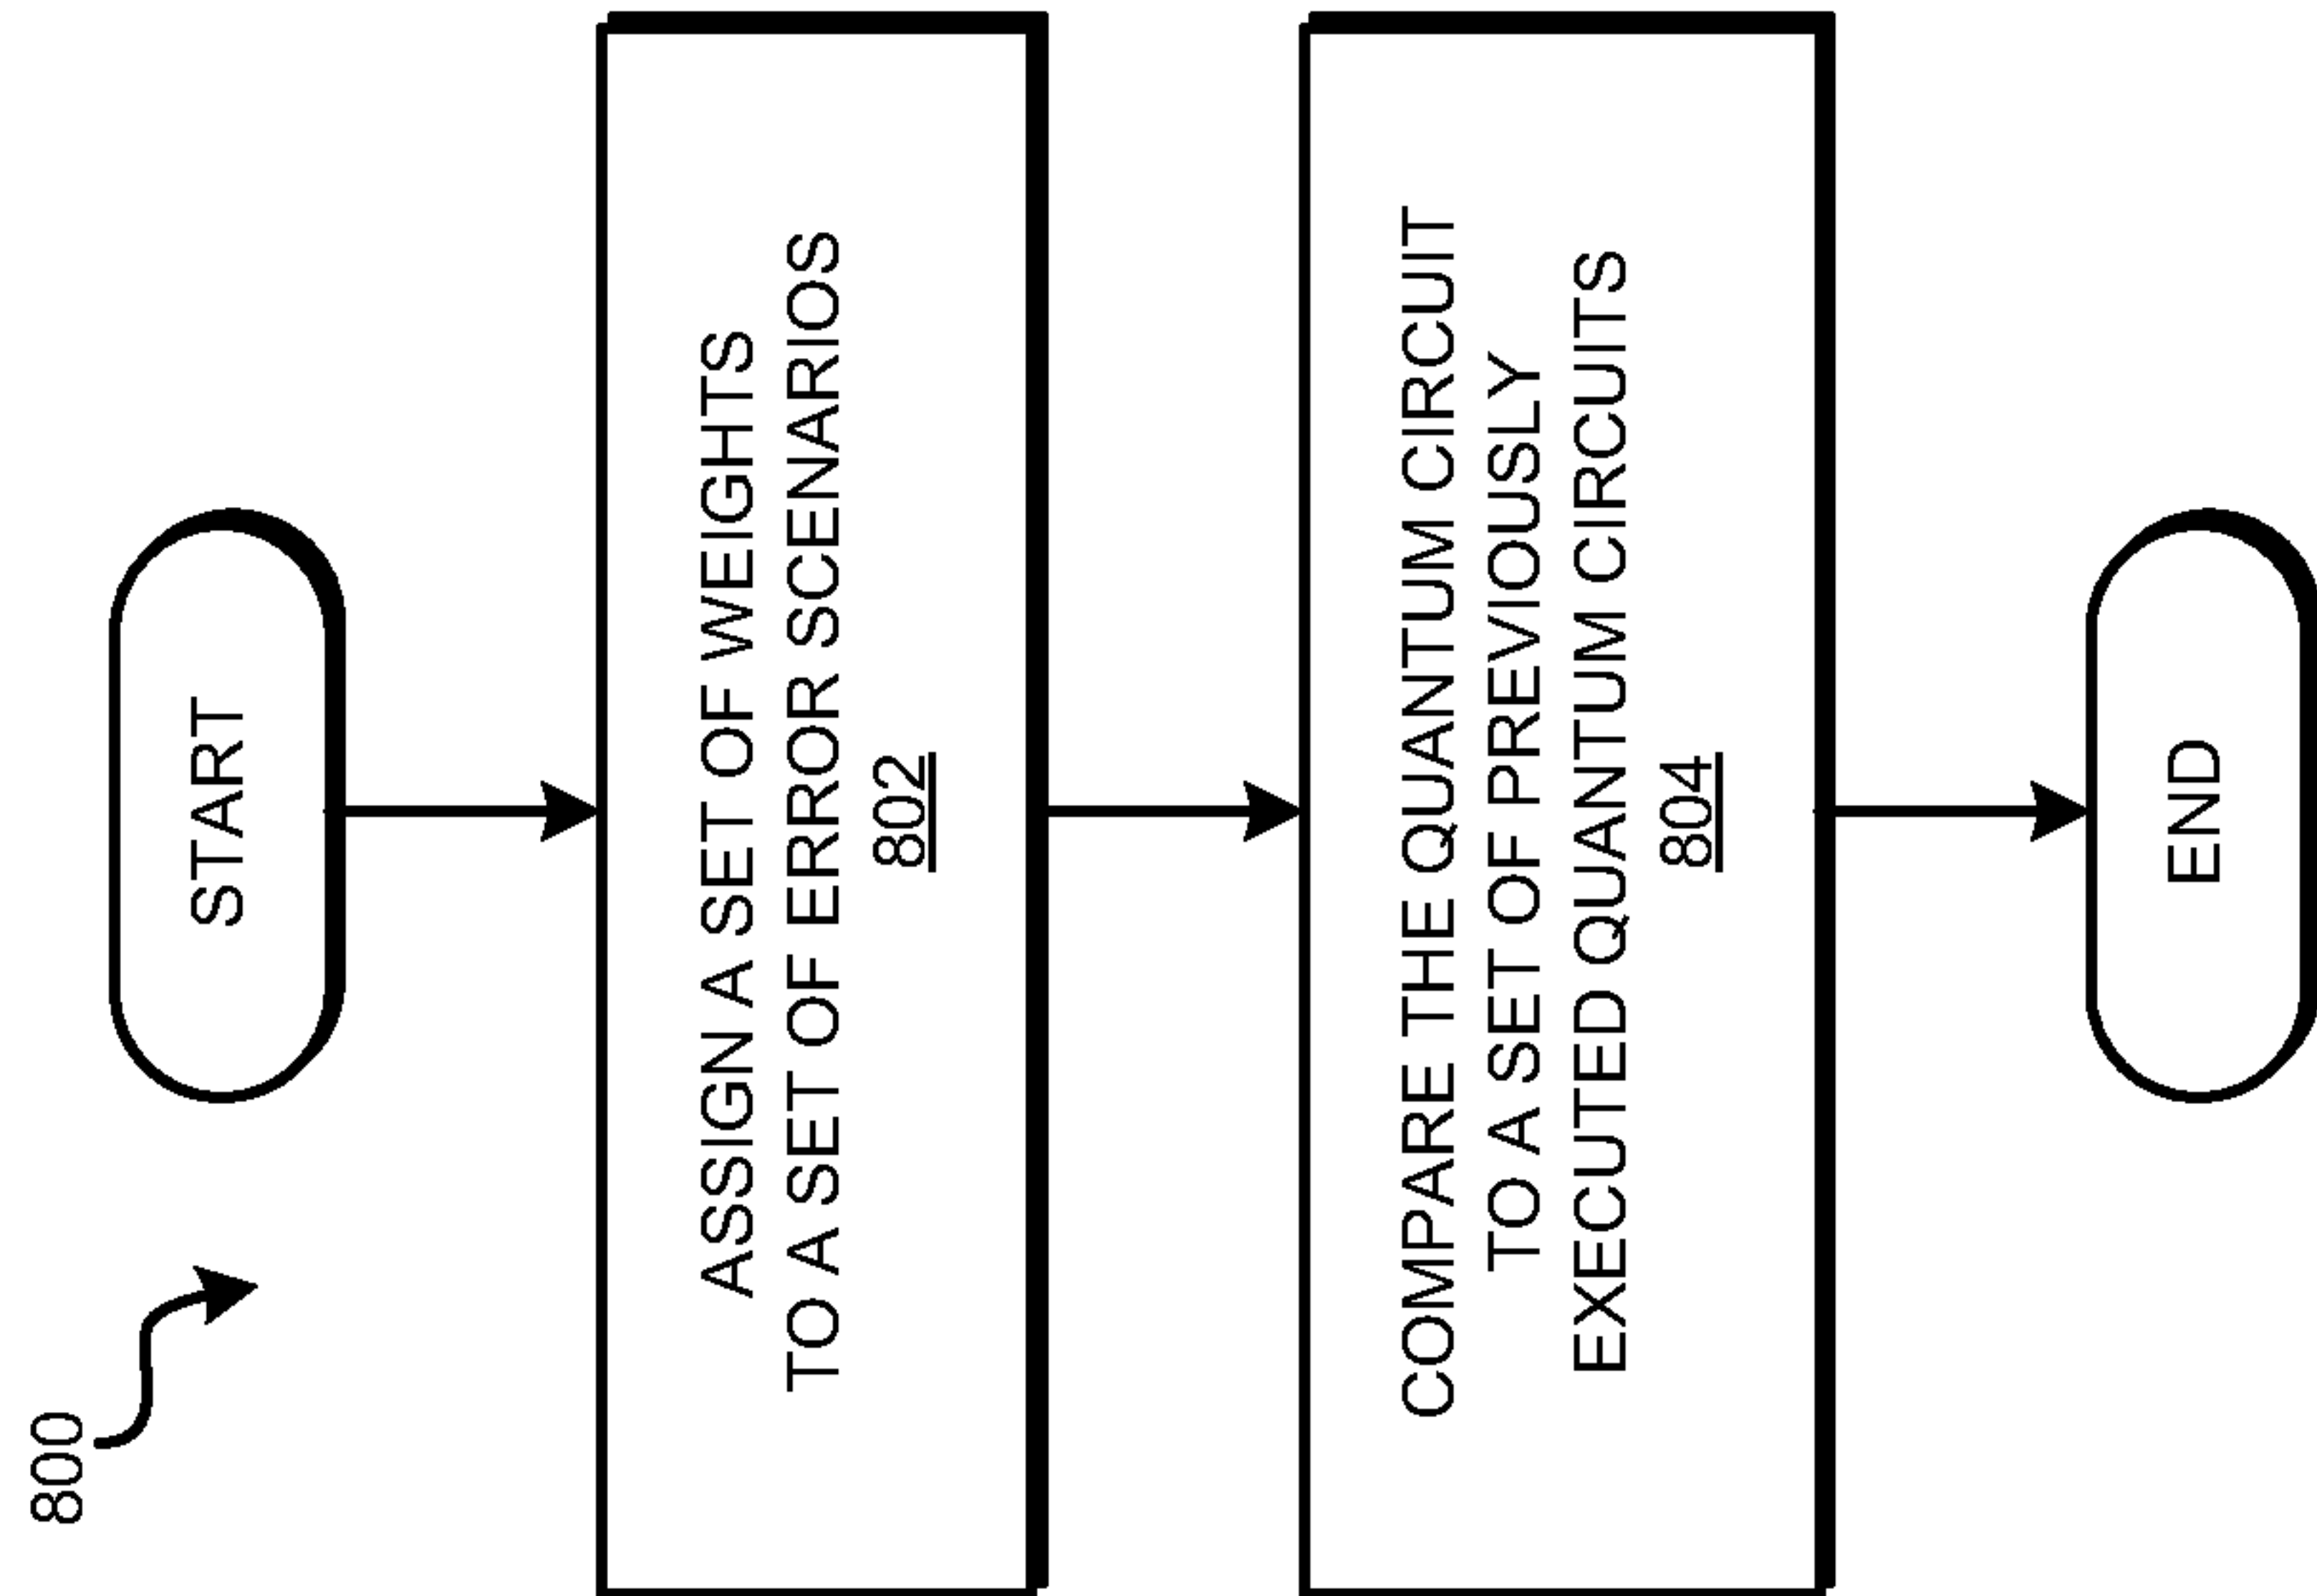 800
START
ASSIGN A SET OF WEIGHTS
TO A SET OF ERROR SCENARIOS
802
COMPARE THE QUANTUM CIRCUIT
TO A SET OF PREVIOUSLY
EXECUTED QUANTUM CIRCUITS
804
END